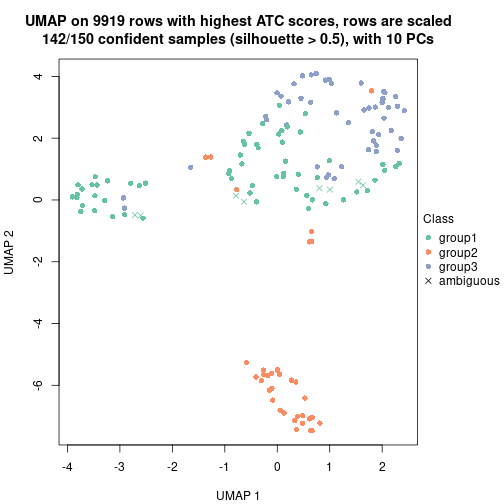 UMAP on 9919 rows with highest ATC scores, rows are scaled
142/150 confident samples (silhouette > 0.5), with 10 PCs
4
2
0
-2
-4
-6
UMAP 2
-4
-3
-2
-1
0
1
2
UMAP 1
Class
group1
group2
group3
ambiguous